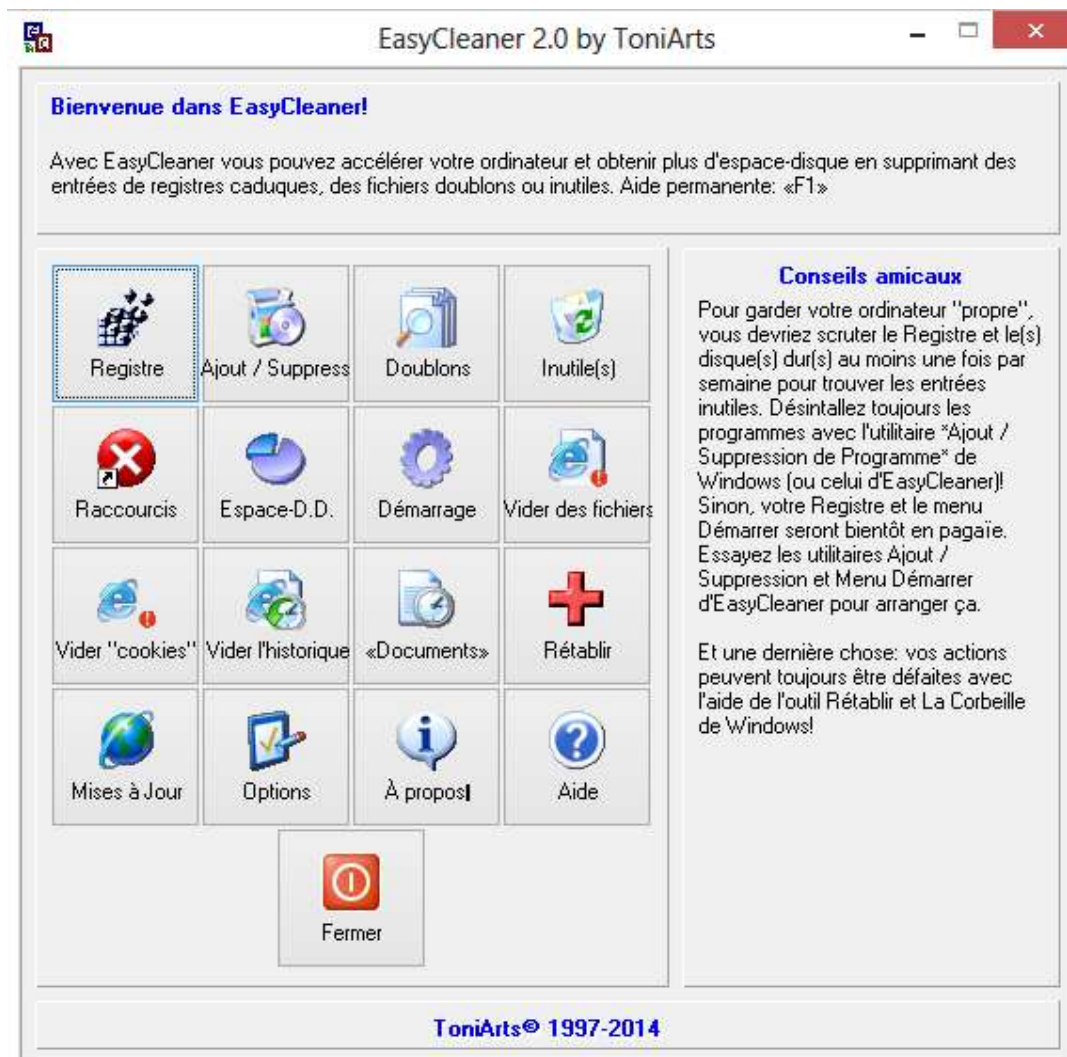 EasyCleaner 2.0 by ToniArts
Bienvenue dans EasyCleaner!
Avec EasyCleaner vous pouvez accélérer votre ordinateur et obtenir plus d'espace-disque en supprimant des
entrées de registres caduques, des fichiers doublons ou inutiles. Aide permanente: «F1»
Registre
Ajout / Suppress
Doublons
Inutile(s)
Raccourcis
Espace-D.D.
Démarrage
Vider des fichiers
Vider "cookies"
Vider l'historique
«Documents»
Rétablir
Mises à Jour
Options
À propos
Aide
Fermer
Conseils amicaux
Pour garder votre ordinateur "propre",
vous devriez scruter le Registre et le(s)
disque(s) dur(s) au moins une fois par
semaine pour trouver les entrées
inutiles. Désintallez toujours les
programmes avec l'utilitaire *Ajout /
Suppression de Programme* de
Windows (ou celui d'EasyCleaner)!
Sinon, votre Registre et le menu
Démarrer seront bientôt en pagaïe.
Essayez les utilitaires Ajout /
Suppression et Menu Démarrer
d'EasyCleaner pour arranger ça.
Et une dernière chose: vos actions
peuvent toujours être défaites avec
l'aide de l'outil Rétablir et La Corbeille
de Windows!
ToniArts© 1997-2014